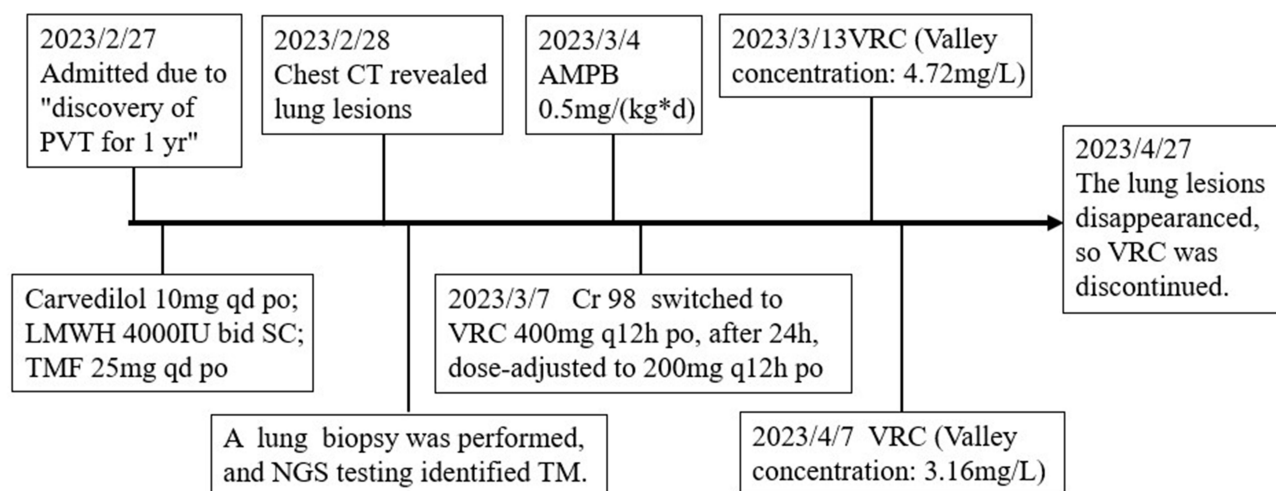 2023/2/27
Admitted due to
"discovery of
PVT for 1 yr"
2023/2/28
Chest CT revealed
lung lesions
2023/3/4
AMPB
0.5mg/(kg*d)
2023/3/13VRC (Valley
concentration: 4.72mg/L)
2023/4/27
The lung lesions
disappearanced,
so VRC was
discontinued.
Carvedilol 10mg qd po;
LMWH 4000IU bid SC;
TMF 25mg qd po
2023/3/7 Cr 98 switched to
VRC 400mg q12h po, after 24h,
dose-adjusted to 200mg q12h po
A lung biopsy was performed,
and NGS testing identified TM.
2023/4/7 VRC (Valley
concentration: 3.16mg/L)